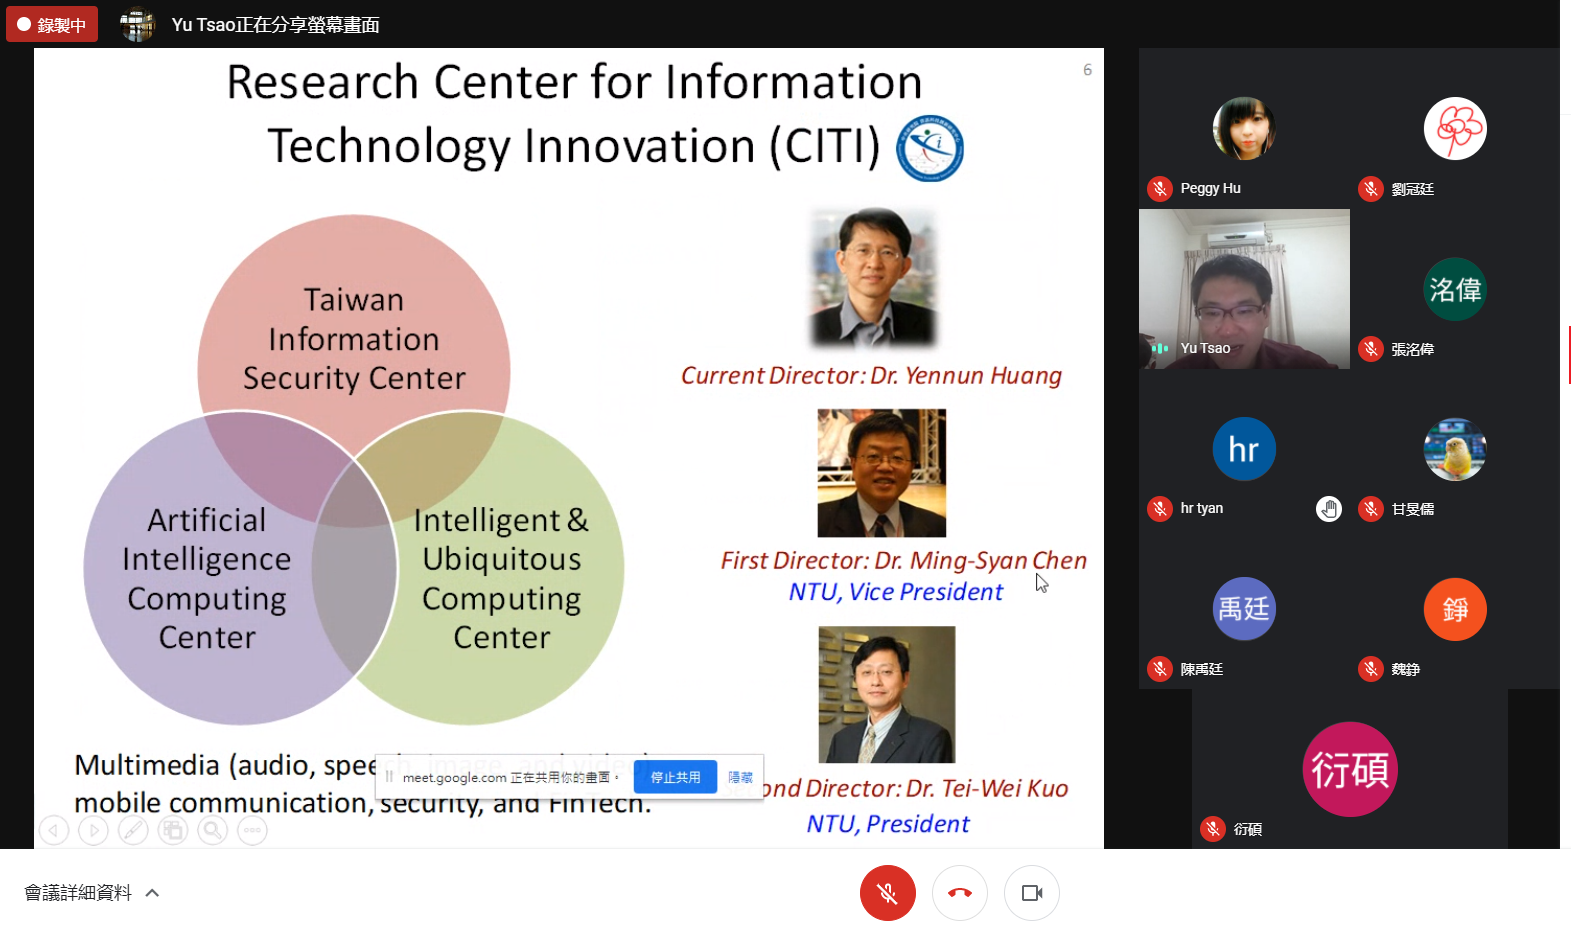 錄製中
Yu Tsao正在分享螢幕畫面
6
Research Center for Information
Technology Innovation (CITI)
Taiwan
Information
Security Center
Artificial
Intelligence
Computing
Center
Intelligent &
Ubiquitous
Computing
Center
Current Director: Dr. Yennun Huang
First Director: Dr. Ming-Syan Chen
NTU, Vice President
Second Director: Dr. Tei-Wei Kuo
NTU, President
Multimedia (audio, speech, image, and video),
mobile communication, security, and FinTech.
meet.google.com 正在共用你的畫面。
停止共用
隱藏
Peggy Hu
劉冠廷
Yu Tsao
洺偉
張洺偉
hr
hr tyan
甘旻儒
禹廷
陳禹廷
錚
魏錚
衍碩
衍碩
會議詳細資料